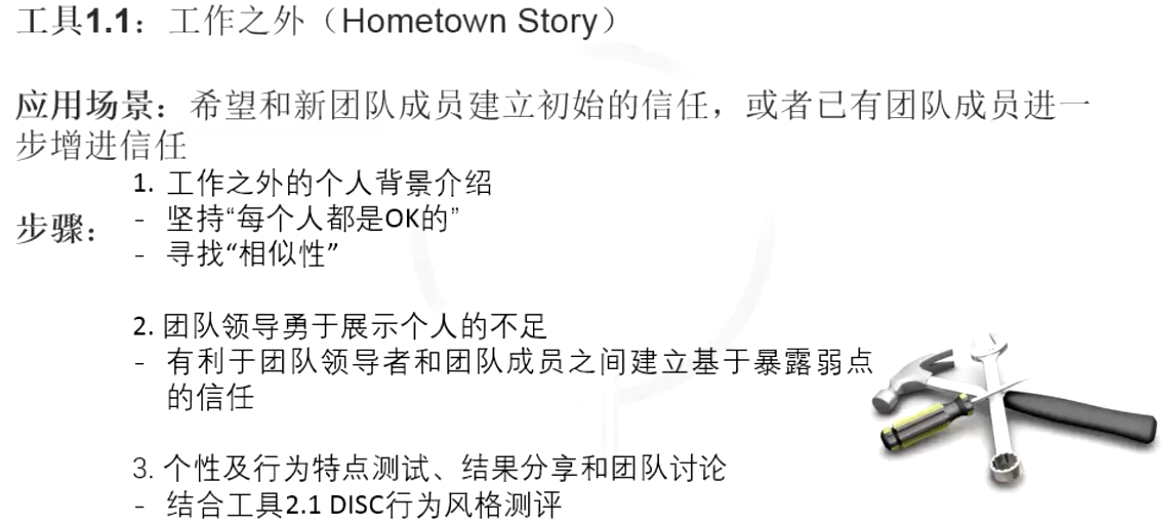 工具1.1：工作之外（Hometown Story）
应用场景：希望和新团队成员建立初始的信任，或者已有团队成员进一
步增进信任
步骤：
1. 工作之外的个人背景介绍
- 坚持“每个人都是OK的”
- 寻找“相似性”
2. 团队领导勇于展示个人的不足
- 有利于团队领导者和团队成员之间建立基于暴露弱点
的信任
3. 个性及行为特点测试、结果分享和团队讨论
- 结合工具2.1 DISC行为风格测评